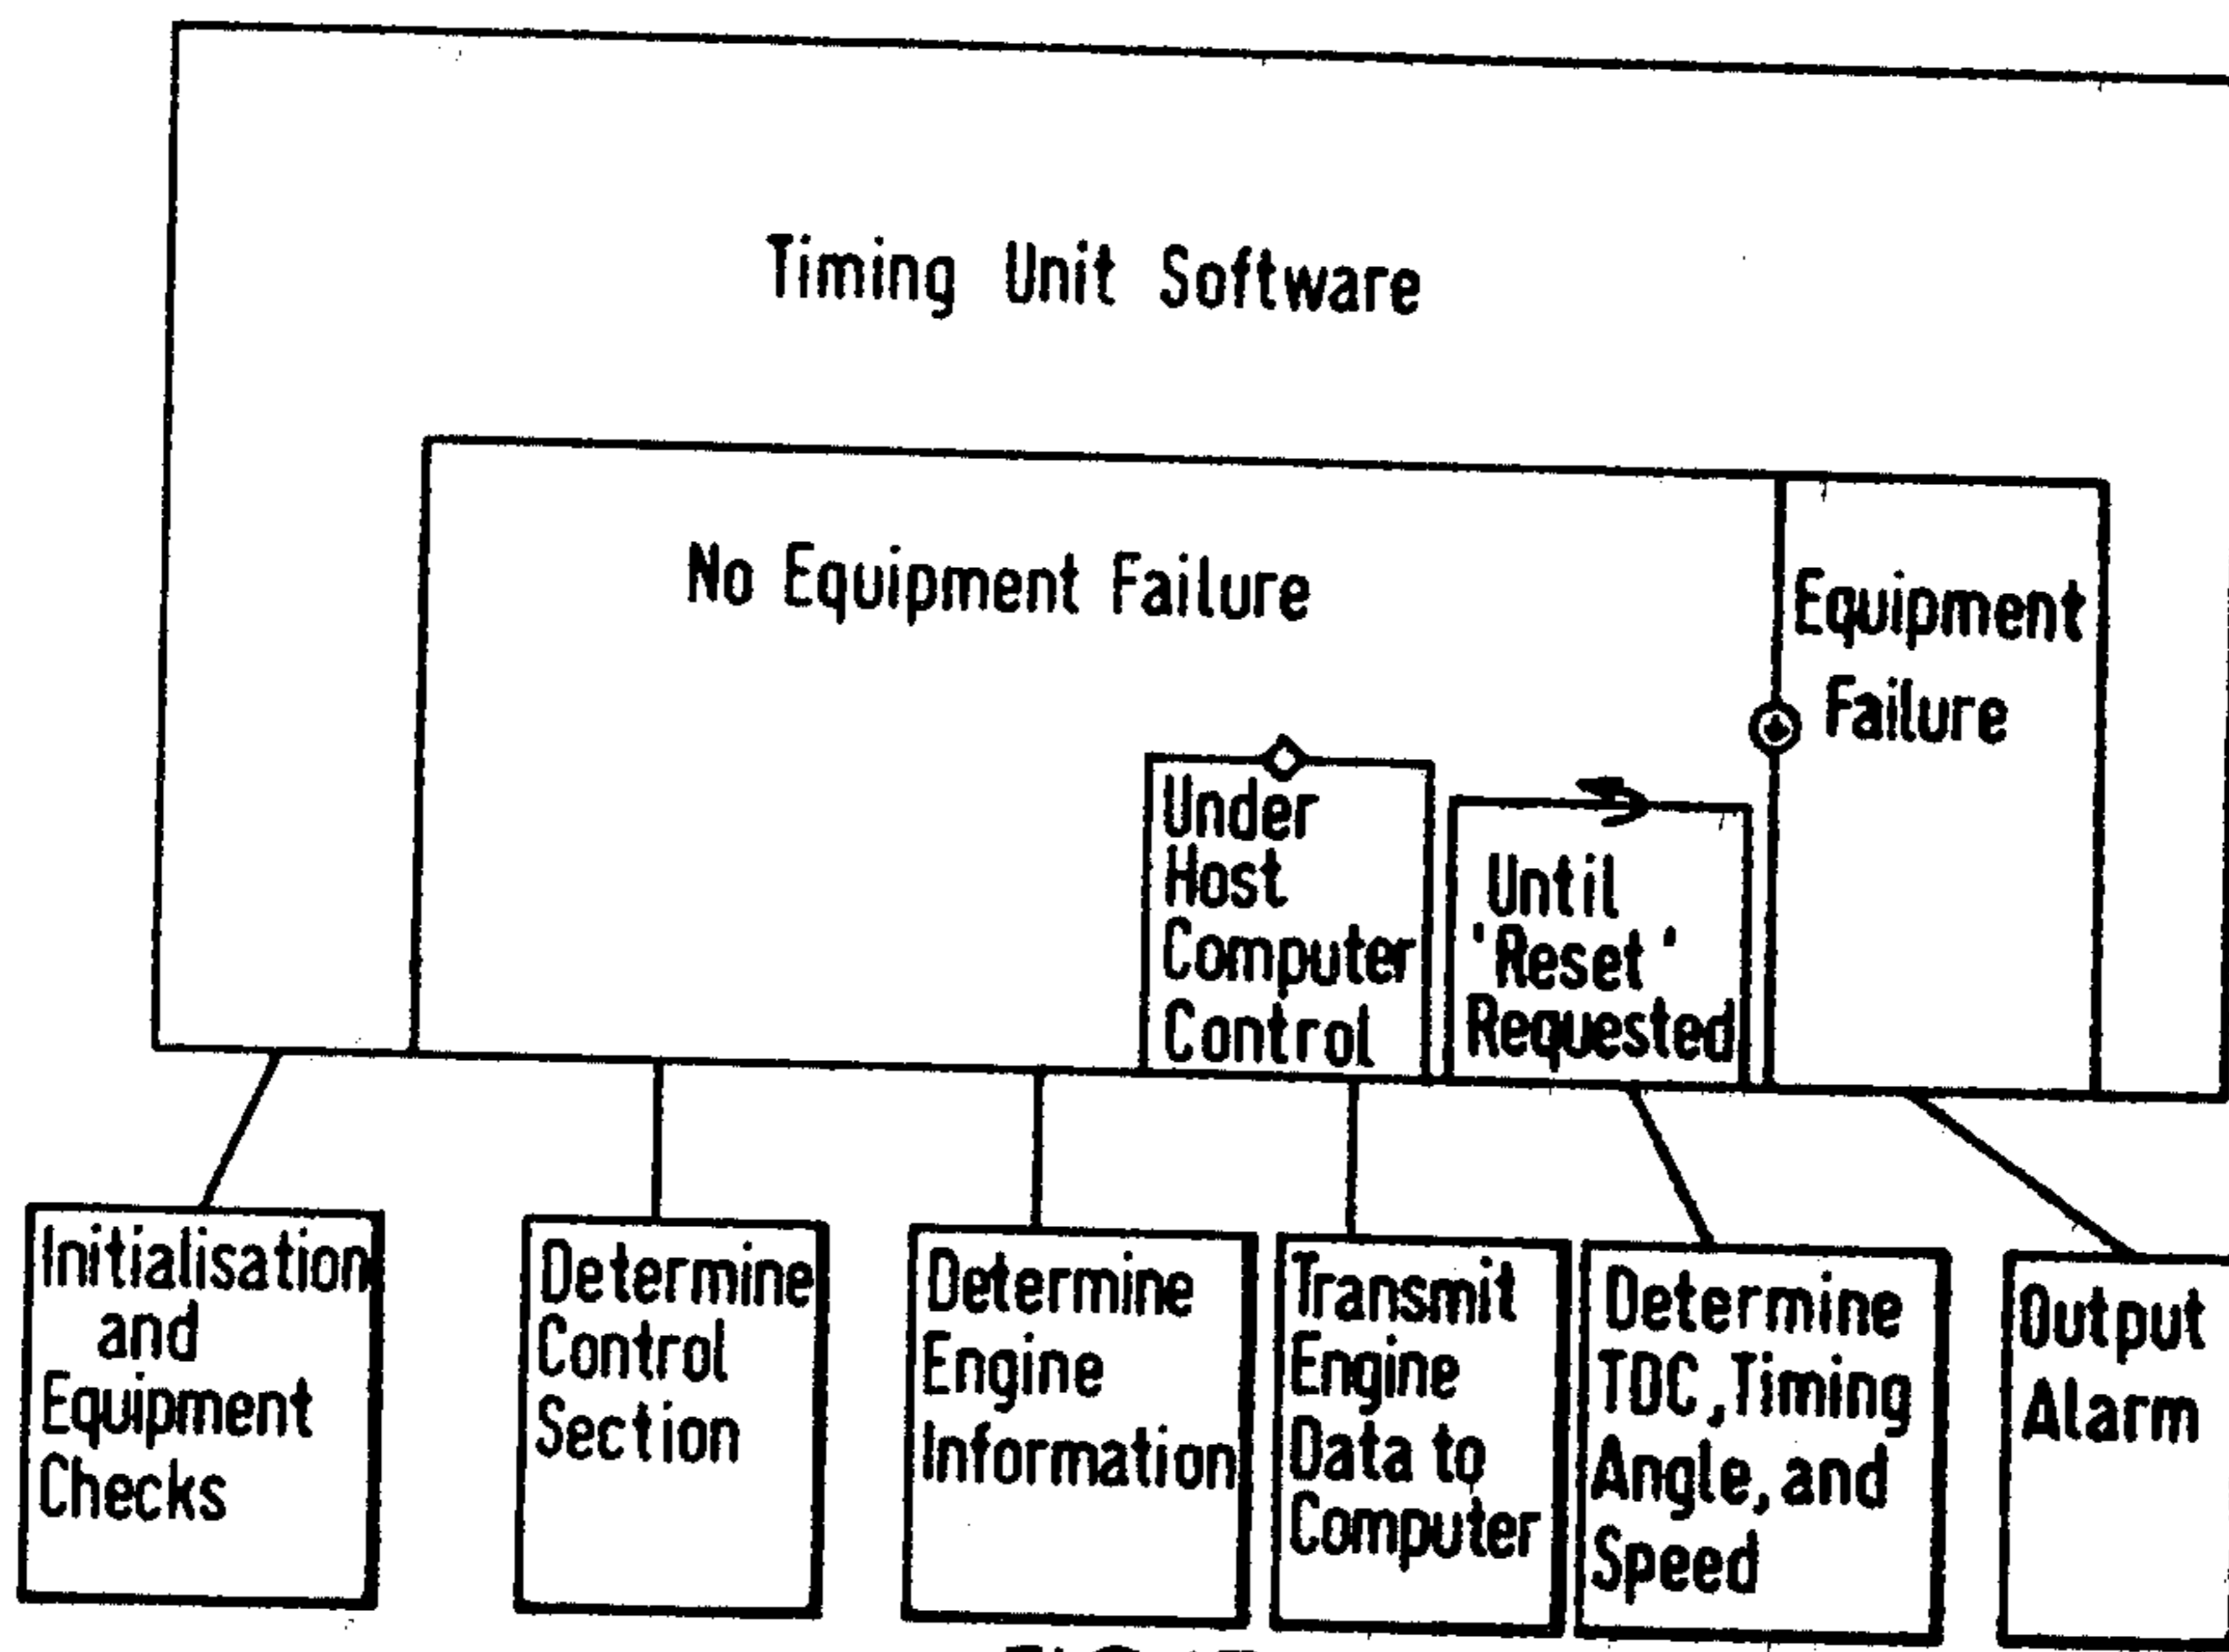 Timing Unit Software
No Equipment Failure
Equipment
Failure
Under
Host
Computer
Control
Until
'Reset'
Requested
Initialisation
and
Equipment
Checks
Determine
Control
Section
Determine
Engine
Information
Transmit
Engine
Data to
Computer
Determine
TDC, Timing
Angle, and
Speed
Output
Alarm